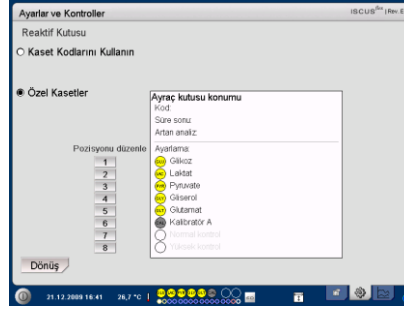 Ayarlar ve Kontroller
ISCUS
Reaktif Kutusu
Kaset Kodlarını Kullanın
Özel Kasetler
Ayraç kutusu konumu
Kod:
Süre sonu:
Artan analiz:
Pozisyonu düzenle
Ayarlama:
1 Glikoz
2 Laktat
3 Pyruvate
4 Gliserol
5 Glutamat
6 Kalibratör A
7 Normal kontrol
8 Yüksek kontrol
Dönüş
21.12.2009 16:41 26,7 °C